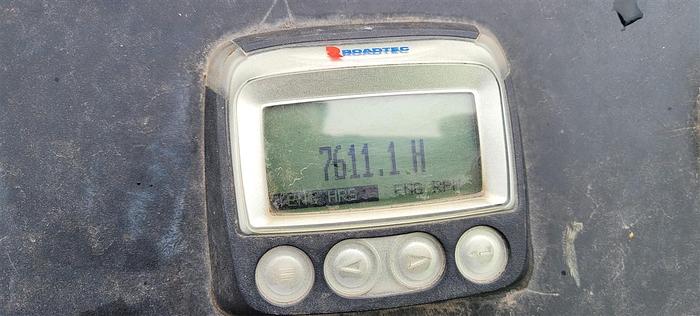 ROADTEC
7611.1 H
ENG HRS ENG RPM